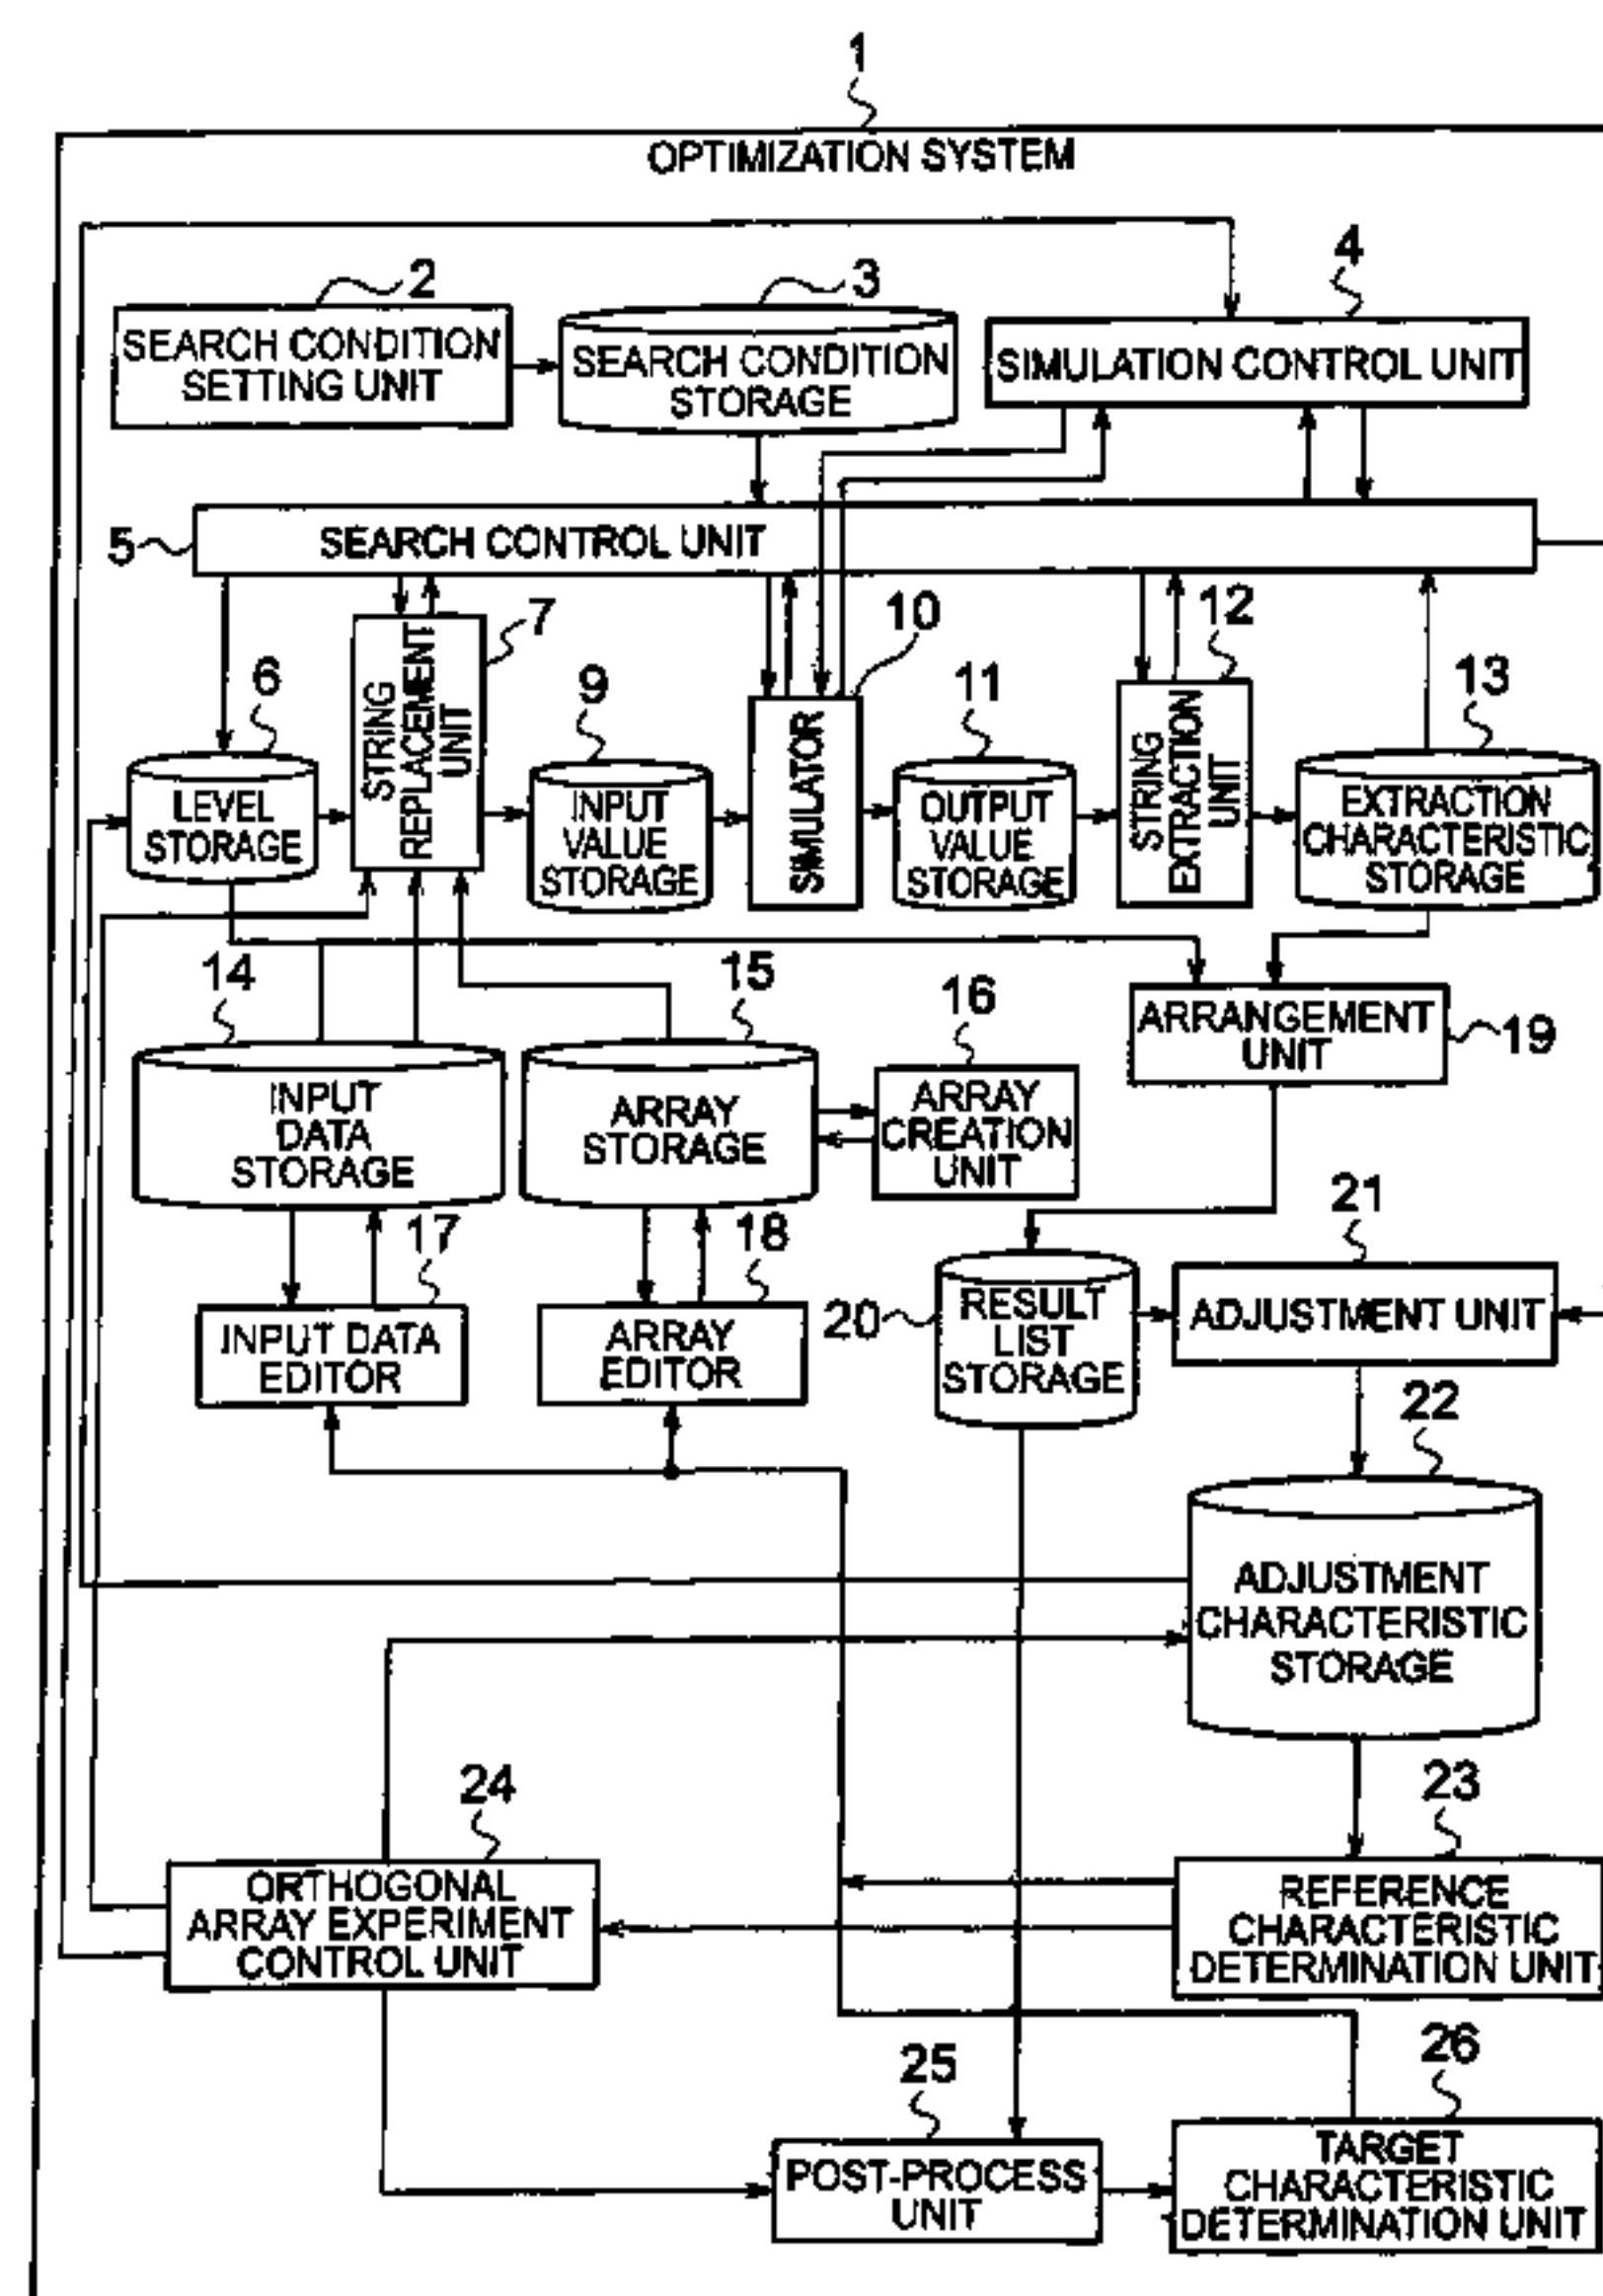 1
OPTIMIZATION SYSTEM
2
3
4
SEARCH CONDITION
SETTING UNIT
SEARCH CONDITION
STORAGE
SIMULATION CONTROL UNIT
5
SEARCH CONTROL UNIT
6
7
9
10
11
12
13
LEVEL
STORAGE
STRING
REPLACEMENT
UNIT
INPUT
VALUE
STORAGE
SIMULATOR
OUTPUT
VALUE
STORAGE
STRING
EXTRACTION
UNIT
EXTRACTION
CHARACTERISTIC
STORAGE
14
15
16
ARRANGEMENT
UNIT
19
INPUT
DATA
STORAGE
ARRAY
STORAGE
ARRAY
CREATION
UNIT
17
18
21
INPUT DATA
EDITOR
ARRAY
EDITOR
20
RESULT
LIST
STORAGE
ADJUSTMENT UNIT
22
ADJUSTMENT
CHARACTERISTIC
STORAGE
24
23
ORTHOGONAL
ARRAY EXPERIMENT
CONTROL UNIT
REFERENCE
CHARACTERISTIC
DETERMINATION UNIT
25
26
POST-PROCESS
UNIT
TARGET
CHARACTERISTIC
DETERMINATION UNIT